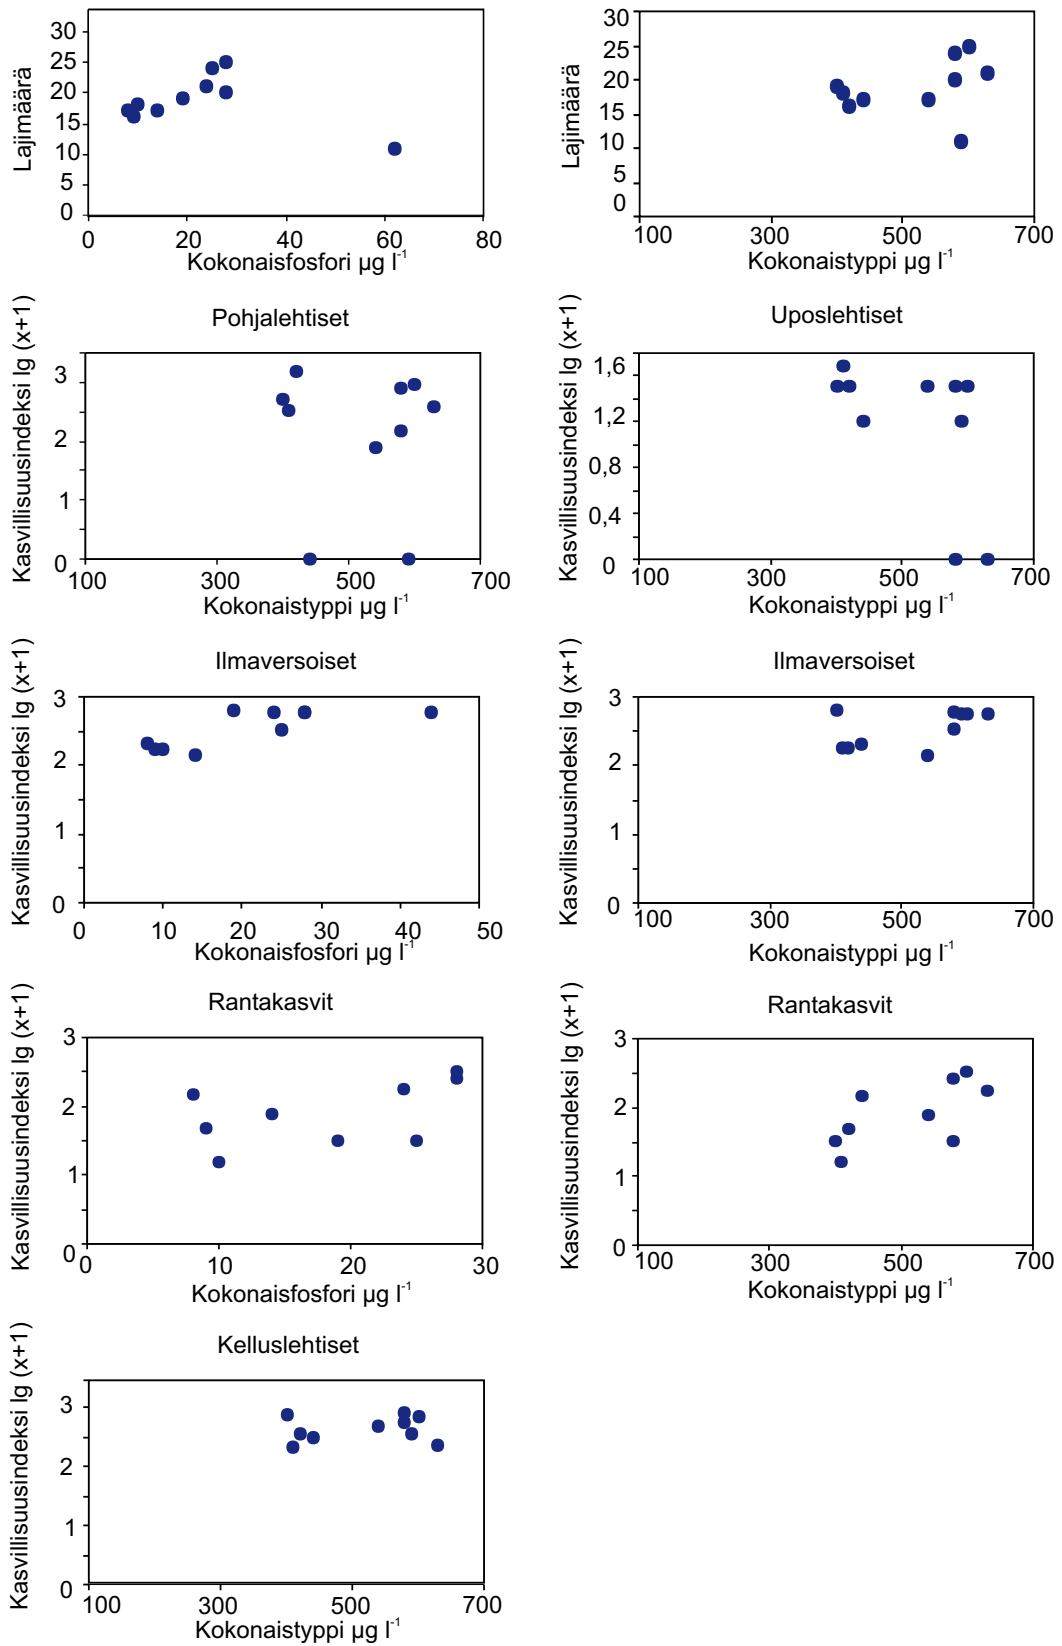 30
25
20
15
10
5
0
Lajimäärä
0 20 40 60 80
Kokonaisfosfori µg l-1
30
25
20
15
10
5
0
Lajimäärä
100 300 500 700
Kokonaistyppi µg l-1
Pohjalehtiset
Kasvillisuusindeksi lg (x+1)
3
2
1
0
100 300 500 700
Kokonaistyppi µg l-1
Uposlehtiset
Kasvillisuusindeksi lg (x+1)
1,6
1,2
0,8
0,4
0
100 300 500 700
Kokonaistyppi µg l-1
Ilmaversoiset
Kasvillisuusindeksi lg (x+1)
3
2
1
0
0 10 20 30 40 50
Kokonaisfosfori µg l-1
Ilmaversoiset
Kasvillisuusindeksi lg (x+1)
3
2
1
0
100 300 500 700
Kokonaistyppi µg l-1
Rantakasvit
Kasvillisuusindeksi lg (x+1)
3
2
1
0
0 10 20 30
Kokonaisfosfori µg l-1
Rantakasvit
Kasvillisuusindeksi lg (x+1)
3
2
1
0
100 300 500 700
Kokonaistyppi µg l-1
Kelluslehtiset
Kasvillisuusindeksi lg (x+1)
3
2
1
0
100 300 500 700
Kokonaistyppi µg l-1